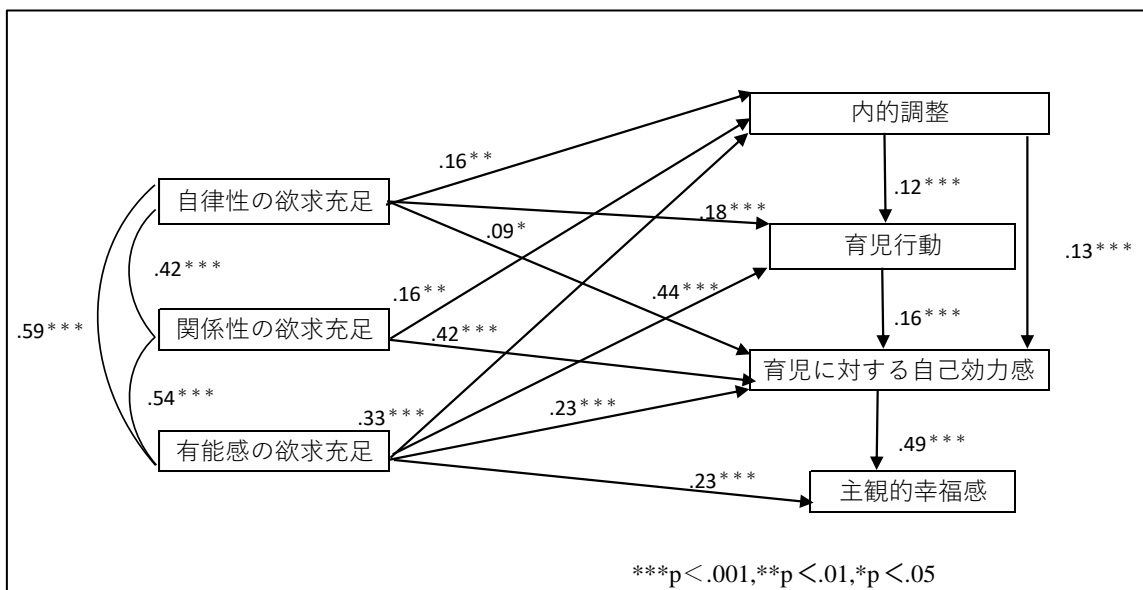 内的調整
.16**
.12***
自律性の欲求充足
.18***
.09*
育児行動
.13***
.42***
.16**
.44***
.59***
関係性の欲求充足
.42***
.16***
育児に対する自己効力感
.54***
.33***
.23***
有能感の欲求充足
.49***
.23***
主観的幸福感
***p<.001,**p<.01,*p<.05